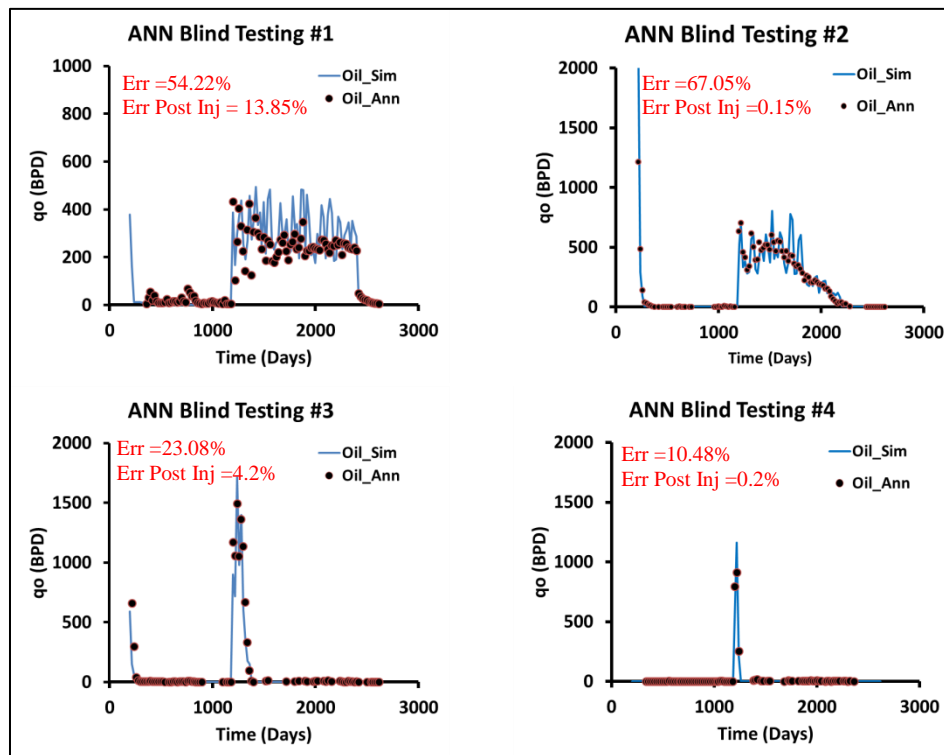 ANN Blind Testing #1
Err =54.22%
Err Post Inj = 13.85%
Oil_Sim
Oil_Ann
qo (BPD)
1000
800
600
400
200
0
0 1000 2000 3000
Time (Days)
ANN Blind Testing #2
Err =67.05%
Err Post Inj =0.15%
Oil_Sim
Oil_Ann
qo (BPD)
2000
1500
1000
500
0
0 1000 2000 3000
Time (Days)
ANN Blind Testing #3
Err =23.08%
Err Post Inj =4.2%
Oil_Sim
Oil_Ann
qo (BPD)
2000
1500
1000
500
0
0 1000 2000 3000
Time (Days)
ANN Blind Testing #4
Err =10.48%
Err Post Inj =0.2%
Oil_Sim
Oil_Ann
qo (BPD)
2000
1500
1000
500
0
0 1000 2000 3000
Time (Days)